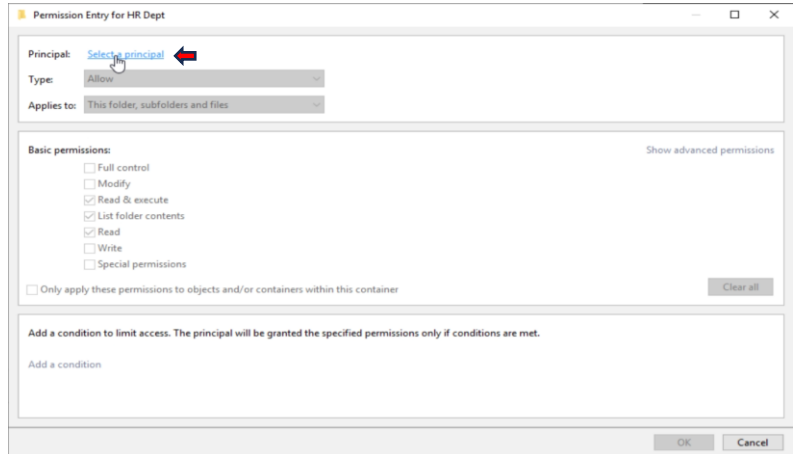 Permission Entry for HR Dept
Principal: Select a principal
Type: Allow
Applies to: This folder, subfolders and files
Basic permissions: Show advanced permissions
Full control
Modify
Read & execute
List folder contents
Read
Write
Special permissions
Only apply these permissions to objects and/or containers within this container Clear all
Add a condition to limit access. The principal will be granted the specified permissions only if conditions are met.
Add a condition
OK Cancel